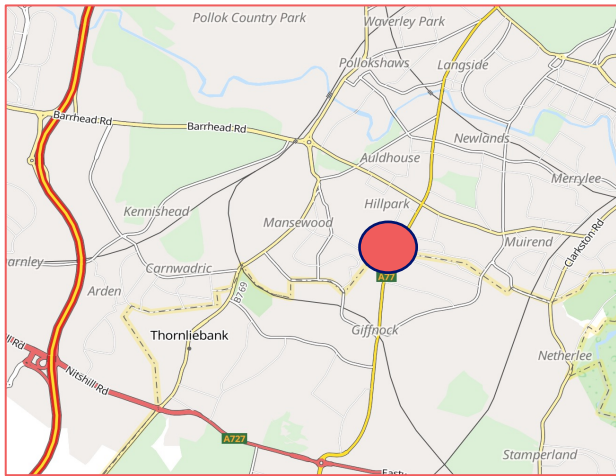 Pollok Country Park
Waverley Park
Pollokshaws
Langside
Barrhead Rd
Barrhead Rd
Newlands
Auldhouse
Merrylee
Kennishead
Hillpark
Mansewood
Muirend
Clarkston Rd
Carnwadric
A77
Arden
B769
Thornliebank
Giffnock
Netherlee
Nitshill Rd
A727
Stamperland